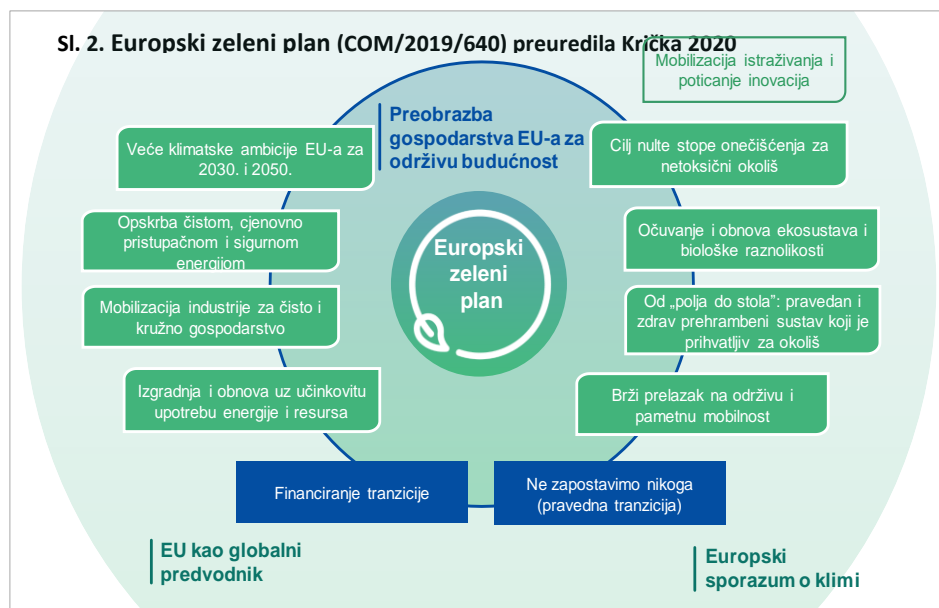 Sl. 2. Europski zeleni plan (COM/2019/640) preuredila Krička 2020
Mobilizacija istraživanja i
poticanje inovacija
Preobrazba
gospodarstva EU-a za
održivu budućnost
Veće klimatske ambicije EU-a za
2030. i 2050.
Cilj nulte stope onečišćenja za
netoksični okoliš
Opskrba čistom, cjenovno
pristupačnom i sigurnom
energijom
Očuvanje i obnova ekosustava i
biološke raznolikosti
Europski
zeleni
plan
Mobilizacija industrije za čisto i
kružno gospodarstvo
Od „polja do stola”: pravedan i
zdrav prehrambeni sustav koji je
prihvatljiv za okoliš
Izgradnja i obnova uz učinkovitu
upotrebu energije i resursa
Brži prelazak na održivu i
pametnu mobilnost
Financiranje tranzicije
Ne zapostavimo nikoga
(pravedna tranzicija)
EU kao globalni
predvodnik
Europski
sporazum o klimi